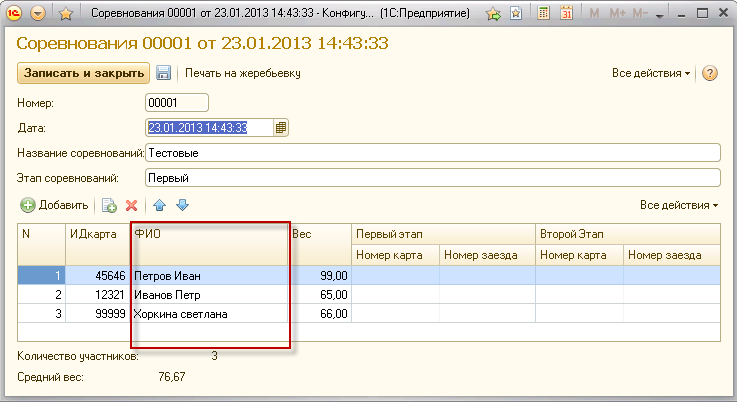 Соревнования 00001 от 23.01.2013 14:43:33 - Конфигу... (1С:Предприятие) M M+ M-
Соревнования 00001 от 23.01.2013 14:43:33
Записать и закрыть Печать на жеребьевку Все действия
Номер: 00001
Дата: 23.01.2013 14:43:33
Название соревнований: Тестовые
Этап соревнований: Первый
Добавить Все действия
N ИДкарта ФИО Вес Первый этап Второй Этап
Номер карта Номер заезда Номер карта Номер заезда
1 45646 Петров Иван 99,00
2 12321 Иванов Петр 65,00
3 99999 Хоркина светлана 66,00
Количество участников: 3
Средний вес: 76,67